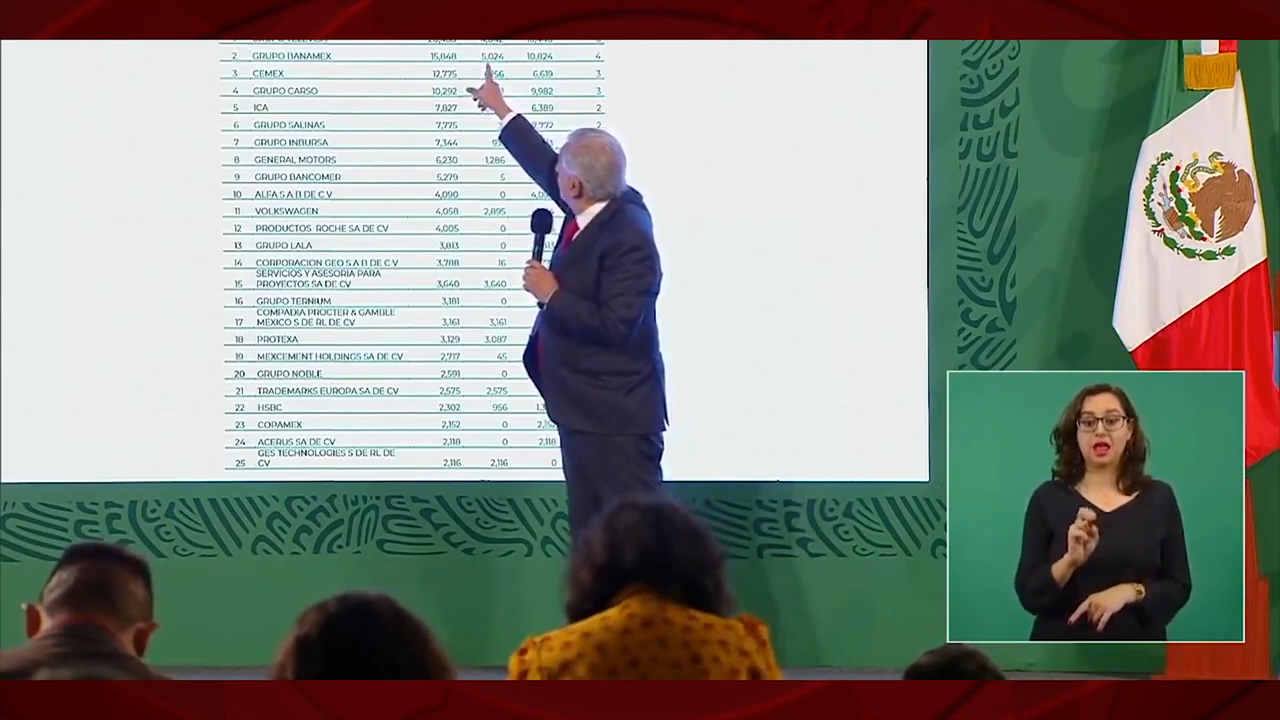 2 GRUPO BANAMEX 15,848 5,024 10,824 4
3 CEMEX 12,775 6,619 3
4 GRUPO CARSO 10,292 9,982 3
5 ICA 7,827 6,389 2
6 GRUPO SALINAS 7,775 2
7 GRUPO INBURSA 7,344
8 GENERAL MOTORS 6,230 1,286
9 GRUPO BANCOMER 5,279 5
10 ALFA S A B DE C V 4,090 0
11 VOLKSWAGEN 4,058 2,895
12 PRODUCTOS ROCHE SA DE CV 4,005 0
13 GRUPO LALA 3,813 0
14 CORPORACION GEO S A B DE C V 3,788 16
SERVICIOS Y ASESORIA PARA
15 PROYECTOS SA DE CV 3,640 3,640
16 GRUPO TERNIUM 3,181 0
COMPAÐIA PROCTER & GAMBLE
17 MEXICO S DE RL DE CV 3,161 3,161
18 PROTEXA 3,129 3,087
19 MEXCEMENT HOLDINGS SA DE CV 2,717 45
20 GRUPO NOBLE 2,591 0
21 TRADEMARKS EUROPA SA DE CV 2,575 2,575
22 HSBC 2,302 956
23 COPAMEX 2,152 0
24 ACERUS SA DE CV 2,118 0 2,118
GES TECHNOLOGIES S DE RL DE
25 CV 2,116 2,116 0